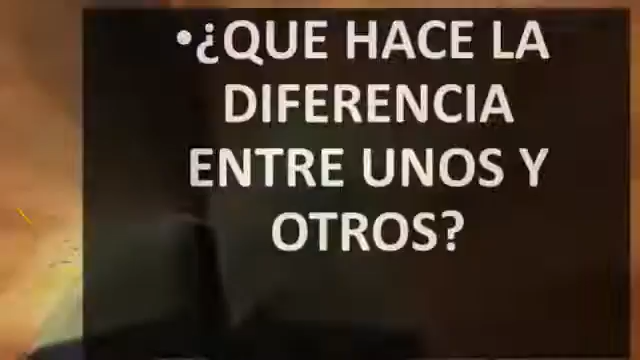 •¿QUE HACE LA
DIFERENCIA
ENTRE UNOS Y
OTROS?